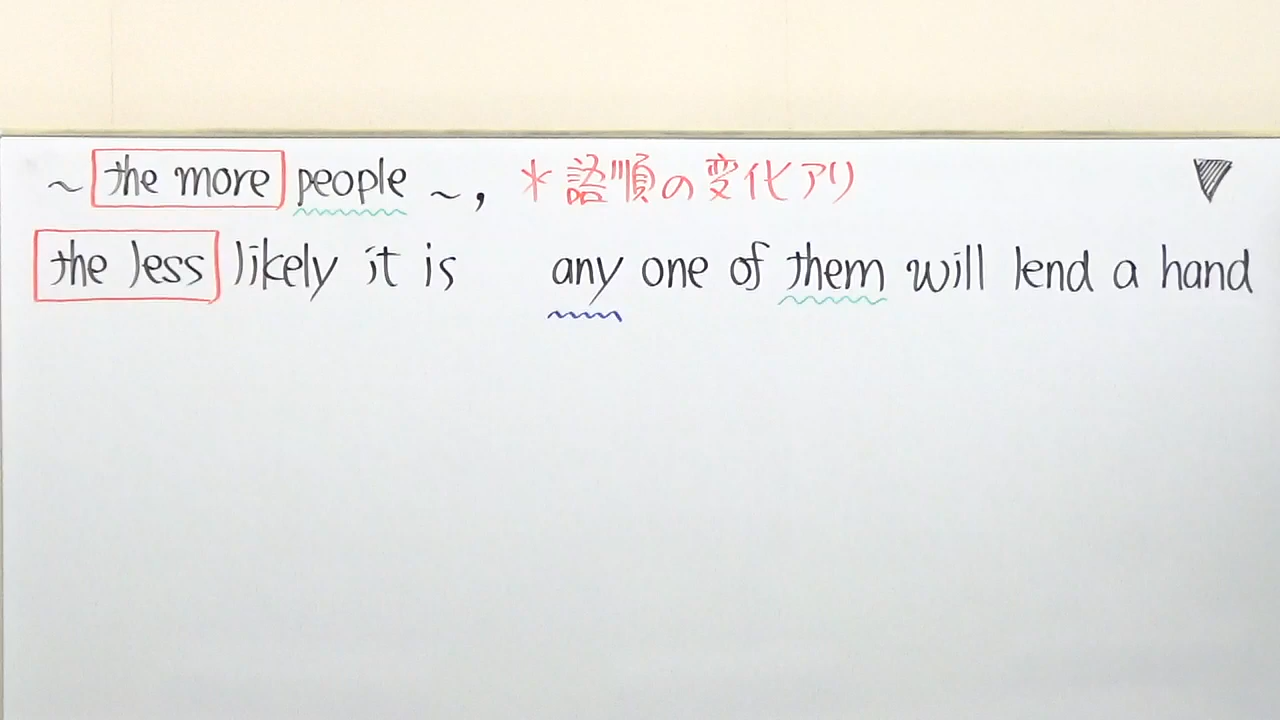 ~ the more people ~, *語順の変化アリ
the less likely it is any one of them will lend a hand